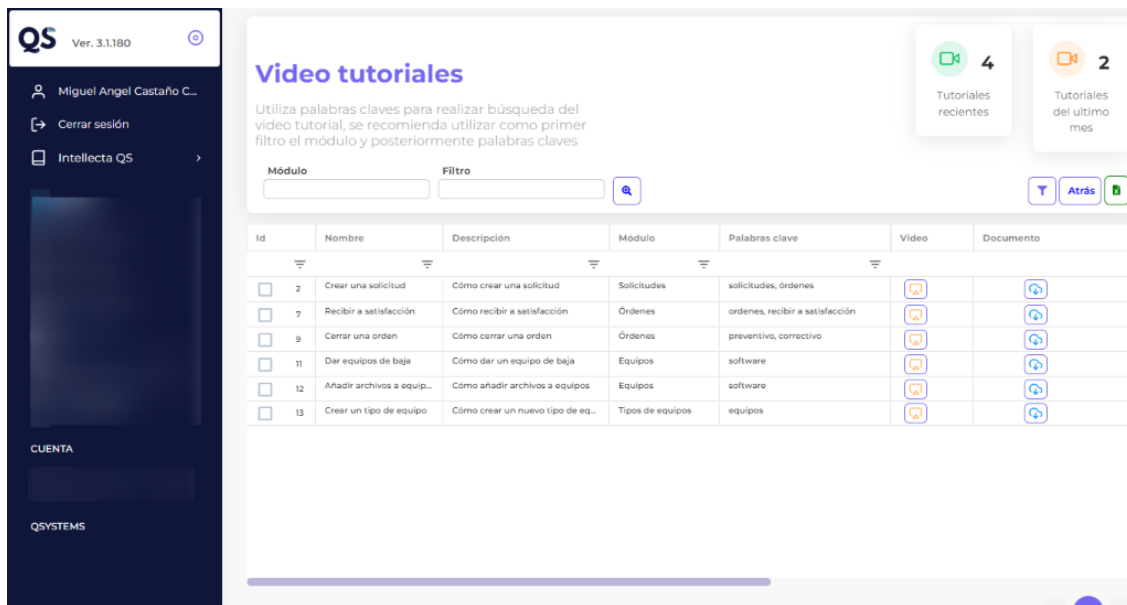 QS Ver. 3.1.180
Miguel Angel Castaño C...
Cerrar sesión
Intellecta QS
CUENTA
QSYSTEMS
Video tutoriales
Utiliza palabras claves para realizar búsqueda del
video tutorial, se recomienda utilizar como primer
filtro el módulo y posteriormente palabras claves
4
Tutoriales
recientes
2
Tutoriales
del ultimo
mes
Módulo Filtro
Atrás
Id Nombre Descripción Módulo Palabras clave Video Documento
2 Crear una solicitud Cómo crear una solicitud Solicitudes solicitudes, órdenes
7 Recibir a satisfacción Cómo recibir a satisfacción Órdenes ordenes, recibir a satisfacción
9 Cerrar una orden Cómo cerrar una orden Órdenes preventivo, correctivo
11 Dar equipos de baja Cómo dar un equipo de baja Equipos software
12 Añadir archivos a equip... Cómo añadir archivos a equipos Equipos software
13 Crear un tipo de equipo Cómo crear un nuevo tipo de eq... Tipos de equipos equipos